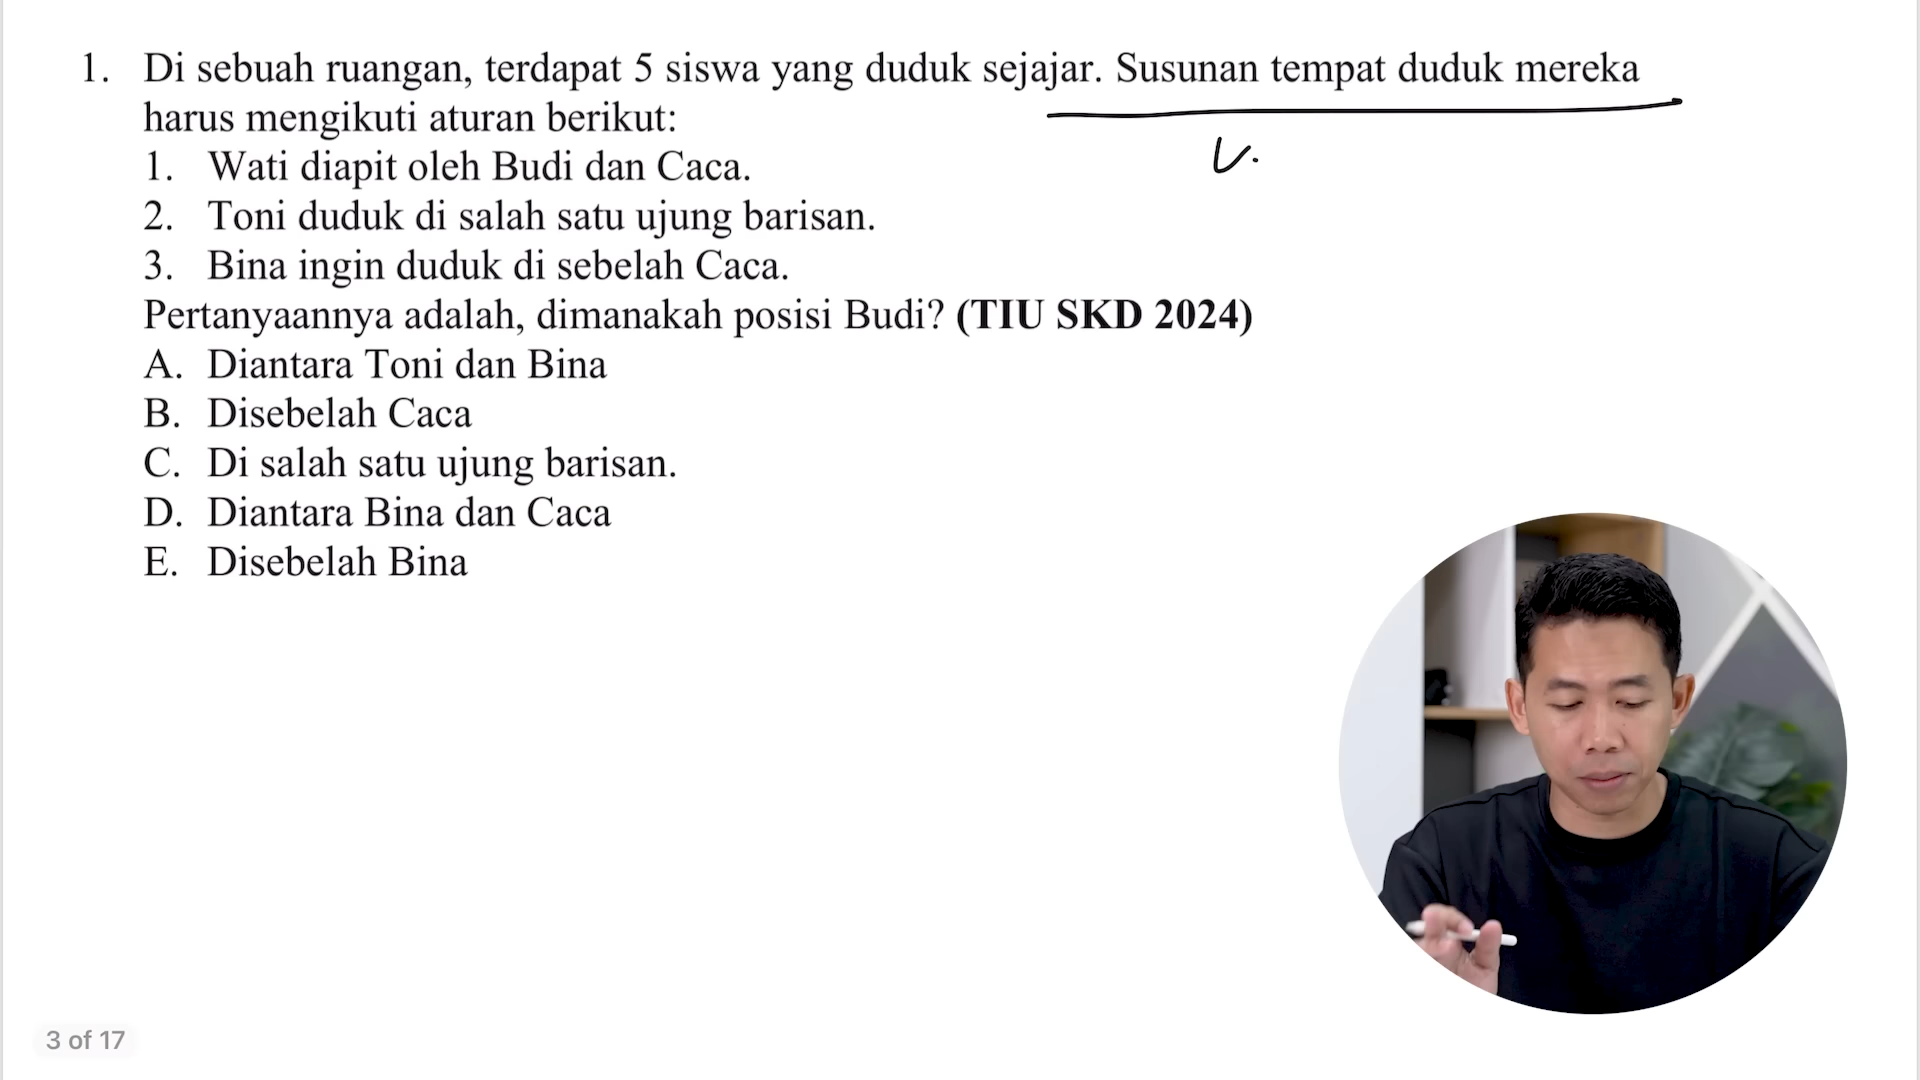 1. Di sebuah ruangan, terdapat 5 siswa yang duduk sejajar. Susunan tempat duduk mereka
harus mengikuti aturan berikut:
1. Wati diapit oleh Budi dan Caca.
2. Toni duduk di salah satu ujung barisan.
3. Bina ingin duduk di sebelah Caca.
Pertanyaannya adalah, dimanakah posisi Budi? (TIU SKD 2024)
A. Diantara Toni dan Bina
B. Disebelah Caca
C. Di salah satu ujung barisan.
D. Diantara Bina dan Caca
E. Disebelah Bina
3 of 17